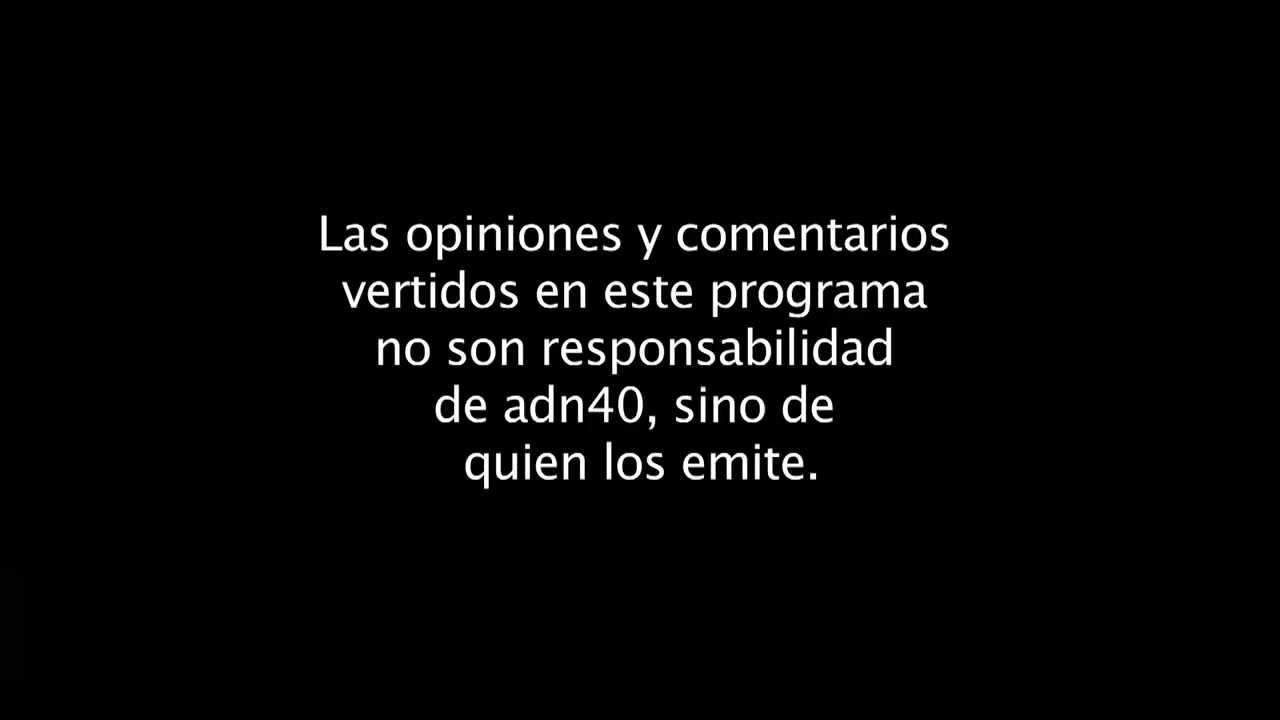 Las opiniones y comentarios
vertidos en este programa
no son responsabilidad
de adn40, sino de
quien los emite.